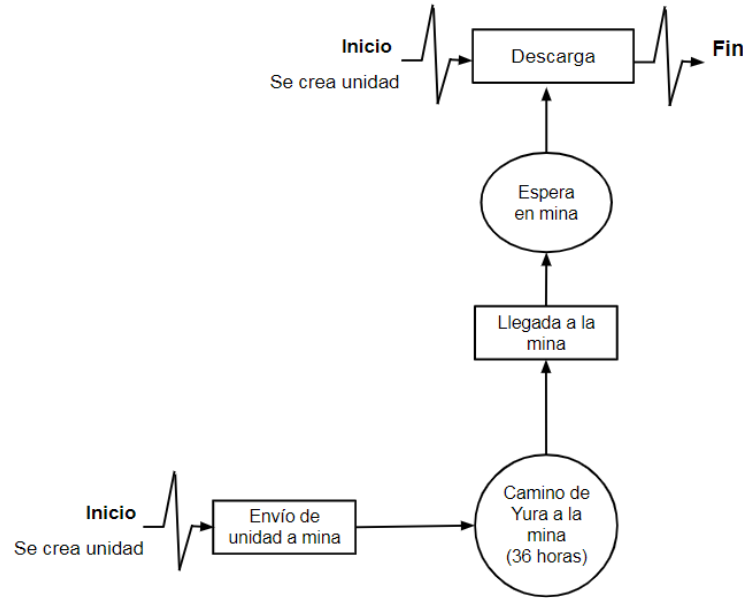 Inicio
Se crea unidad
Descarga
Fin
Espera
en mina
Llegada a la
mina
Inicio
Se crea unidad
Envío de
unidad a mina
Camino de
Yura a la
mina
(36 horas)